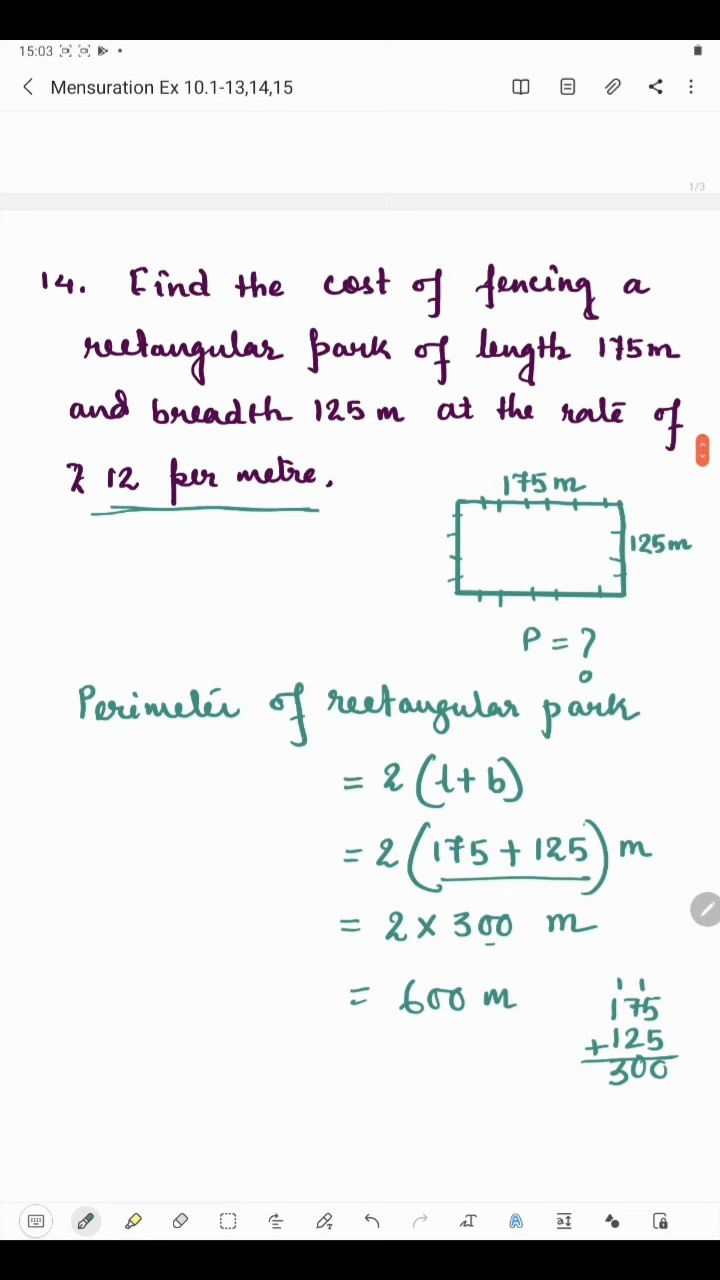 15:03
Mensuration Ex 10.1-13,14,15
1/3
14. Find the cost of fencing a
rectangular park of length 175m
and breadth 125 m at the rate of
₹ 12 per metre.
175m
125m
P = ?
Perimeter of rectangular park
= 2 (l+b)
= 2 (175 + 125) m
= 2 × 300 m
= 600 m
1 1
175
+125
300